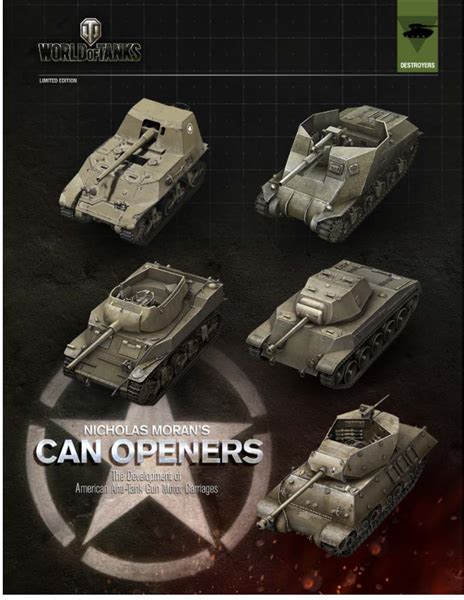 WORLD OF TANKS
DESTROYERS
LIMITED EDITION
NICHOLAS MORAN'S
CAN OPENERS
The Development of
American Anti-Tank Gun Motor Carriages